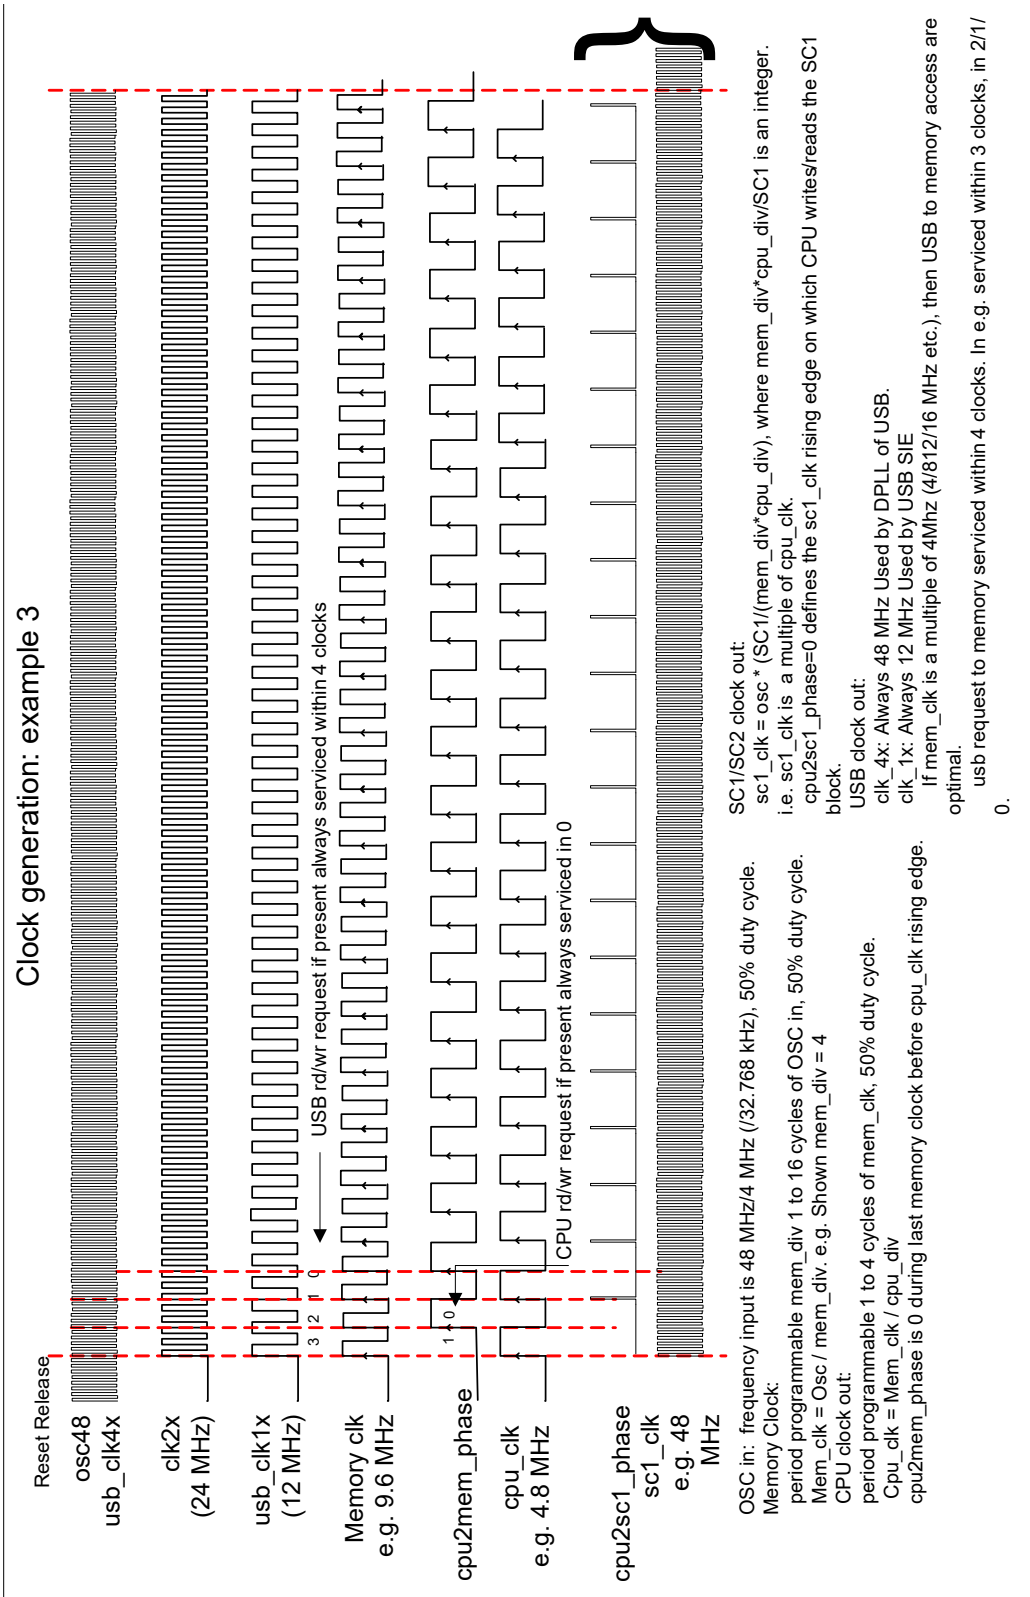 Clock generation: example 3
Reset Release
osc48
usb_clk4x
clk2x
(24 MHz)
usb_clk1x
(12 MHz)
3 2 1 0
USB rd/wr request if present always serviced within 4 clocks
Memory clk
e.g. 9.6 MHz
cpu2mem_phase
1 0
cpu_clk
e.g. 4.8 MHz
CPU rd/wr request if present always serviced in 0
cpu2sc1_phase
sc1_clk
e.g. 48
MHz
OSC in: frequency input is 48 MHz/4 MHz (/32.768 kHz), 50% duty cycle.
Memory Clock:
period programmable mem_div 1 to 16 cycles of OSC in, 50% duty cycle.
Mem_clk = Osc / mem_div. e.g. Shown mem_div = 4
CPU clock out:
period programmable 1 to 4 cycles of mem_clk, 50% duty cycle.
Cpu_clk = Mem_clk / cpu_div
cpu2mem_phase is 0 during last memory clock before cpu_clk rising edge.
SC1/SC2 clock out:
sc1_clk = osc * (SC1/(mem_div*cpu_div), where mem_div*cpu_div/SC1 is an integer.
i.e. sc1_clk is a multiple of cpu_clk.
cpu2sc1_phase=0 defines the sc1_clk rising edge on which CPU writes/reads the SC1
block.
USB clock out:
clk_4x: Always 48 MHz Used by DPLL of USB.
clk_1x: Always 12 MHz Used by USB SIE
If mem_clk is a multiple of 4Mhz (4/812/16 MHz etc.), then USB to memory access are
optimal.
usb request to memory serviced within 4 clocks. In e.g. serviced within 3 clocks, in 2/1/
0.